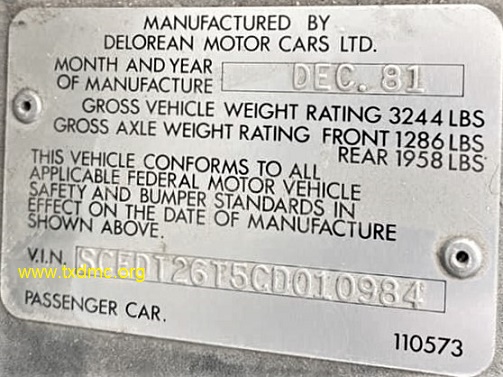 MANUFACTURED BY
DELOREAN MOTOR CARS LTD.
MONTH AND YEAR
OF MANUFACTURE DEC. 81
GROSS VEHICLE WEIGHT RATING 3244 LBS
GROSS AXLE WEIGHT RATING FRONT 1286 LBS
REAR 1958 LBS
THIS VEHICLE CONFORMS TO ALL
APPLICABLE FEDERAL MOTOR VEHICLE
SAFETY AND BUMPER STANDARDS IN
EFFECT ON THE DATE OF MANUFACTURE
SHOWN ABOVE.
V.I.N. SCEDT26T5CD010984
www.txdmc.org
PASSENGER CAR.
110573